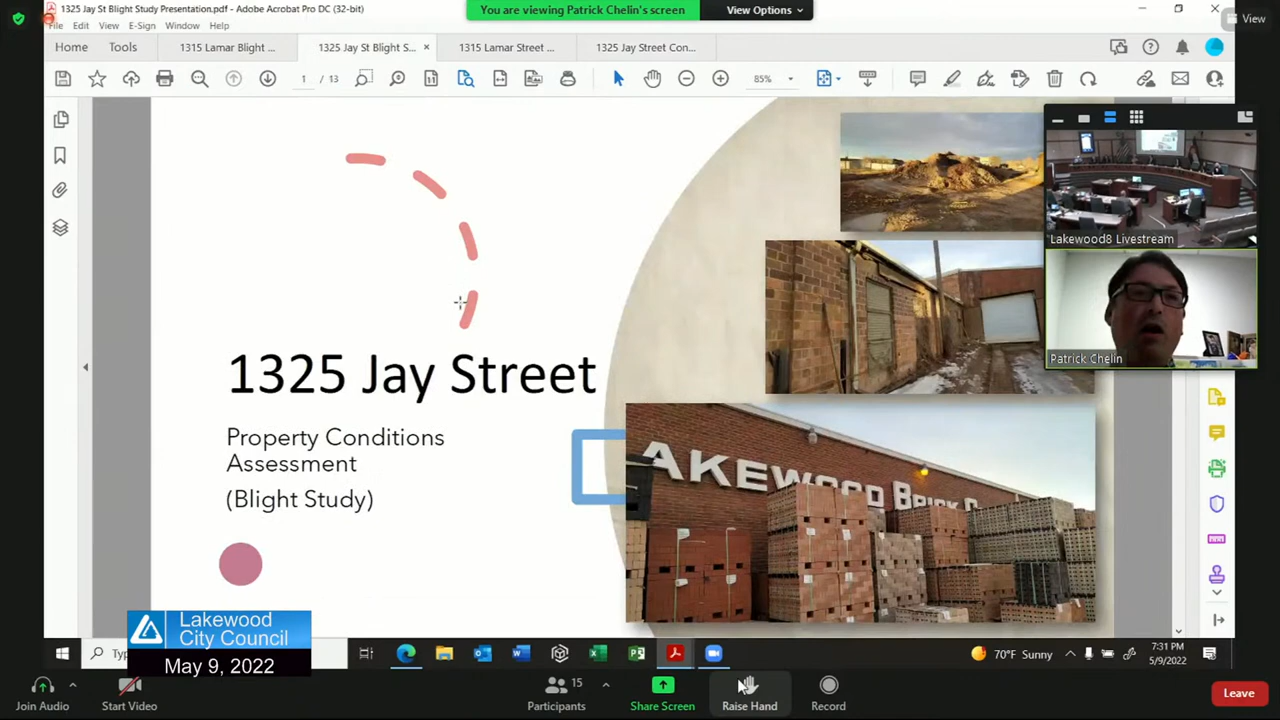 1325 Jay St Blight Study Presentation.pdf - Adobe Acrobat Pro DC (32-bit)
You are viewing Patrick Chelin's screen
View Options
View
File Edit View E-Sign Window Help
Home Tools 1315 Lamar Blight ... 1325 Jay St Blight S... × 1315 Lamar Street ... 1325 Jay Street Con...
1 / 13 85%
Lakewood8 Livestream
Patrick Chelin
1325 Jay Street
Property Conditions
Assessment
(Blight Study)
AKEWOOD BRICK
Lakewood
City Council
May 9, 2022
70°F Sunny
7:31 PM
5/9/2022
Join Audio
Start Video
15
Participants
Share Screen
Raise Hand
Record
Leave